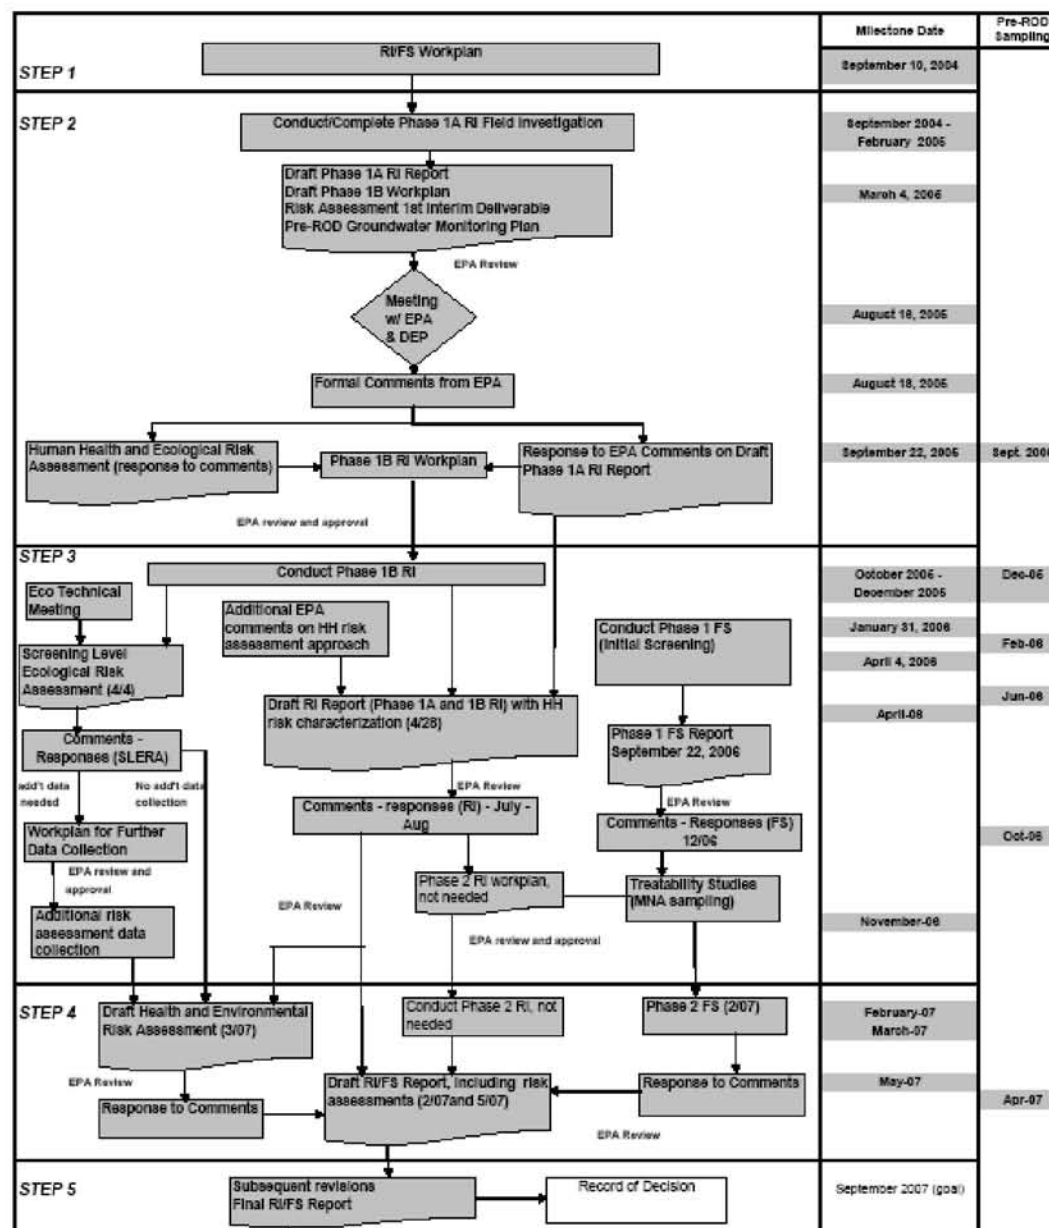 Milestone Date
Pre-ROD
Sampling
STEP 1
RI/FS Workplan
September 10, 2004
STEP 2
Conduct/Complete Phase 1A RI Field Investigation
September 2004 -
February 2005
Draft Phase 1A RI Report
Draft Phase 1B Workplan
Risk Assessment 1st Interim Deliverable
Pre-ROD Groundwater Monitoring Plan
March 4, 2005
EPA Review
Meeting
w/ EPA
& DEP
August 16, 2005
Formal Comments from EPA
August 18, 2005
Human Health and Ecological Risk
Assessment (response to comments)
Phase 1B RI Workplan
Response to EPA Comments on Draft
Phase 1A RI Report
September 22, 2005
Sept.
EPA review and approval
STEP 3
Conduct Phase 1B RI
October 2005 -
December 2005
Dec-05
Eco Technical
Meeting
Additional EPA
comments on HH risk
assessment approach
Conduct Phase 1 FS
(Initial Screening)
January 31, 2006
Feb-06
Screening Level
Ecological Risk
Assessment (4/4)
April 4, 2006
Jun-06
Draft RI Report (Phase 1A and 1B RI) with HH
risk characterization (4/28)
April-06
Phase 1 FS Report
September 22, 2006
Comments -
Responses (SLERA)
add't data
needed
No add't data
collection
EPA Review
EPA Review
Comments - responses (RI) - July -
Aug
Comments - Responses (FS)
12/06
Workplan for Further
Data Collection
Oct-06
EPA review and
approval
Phase 2 RI workplan,
not needed
Treatability Studies
(MNA sampling)
EPA Review
Additional risk
assessment data
collection
November-06
EPA review and approval
STEP 4
Draft Health and Environmental
Risk Assessment (3/07)
Conduct Phase 2 RI, not
needed
Phase 2 FS (2/07)
February-07
March-07
EPA Review
Draft RI/FS Report, including risk
assessments (2/07and 5/07)
Response to Comments
May-07
Response to Comments
Apr-07
EPA Review
STEP 5
Subsequent revisions
Final RI/FS Report
Record of Decision
September 2007 (goal)